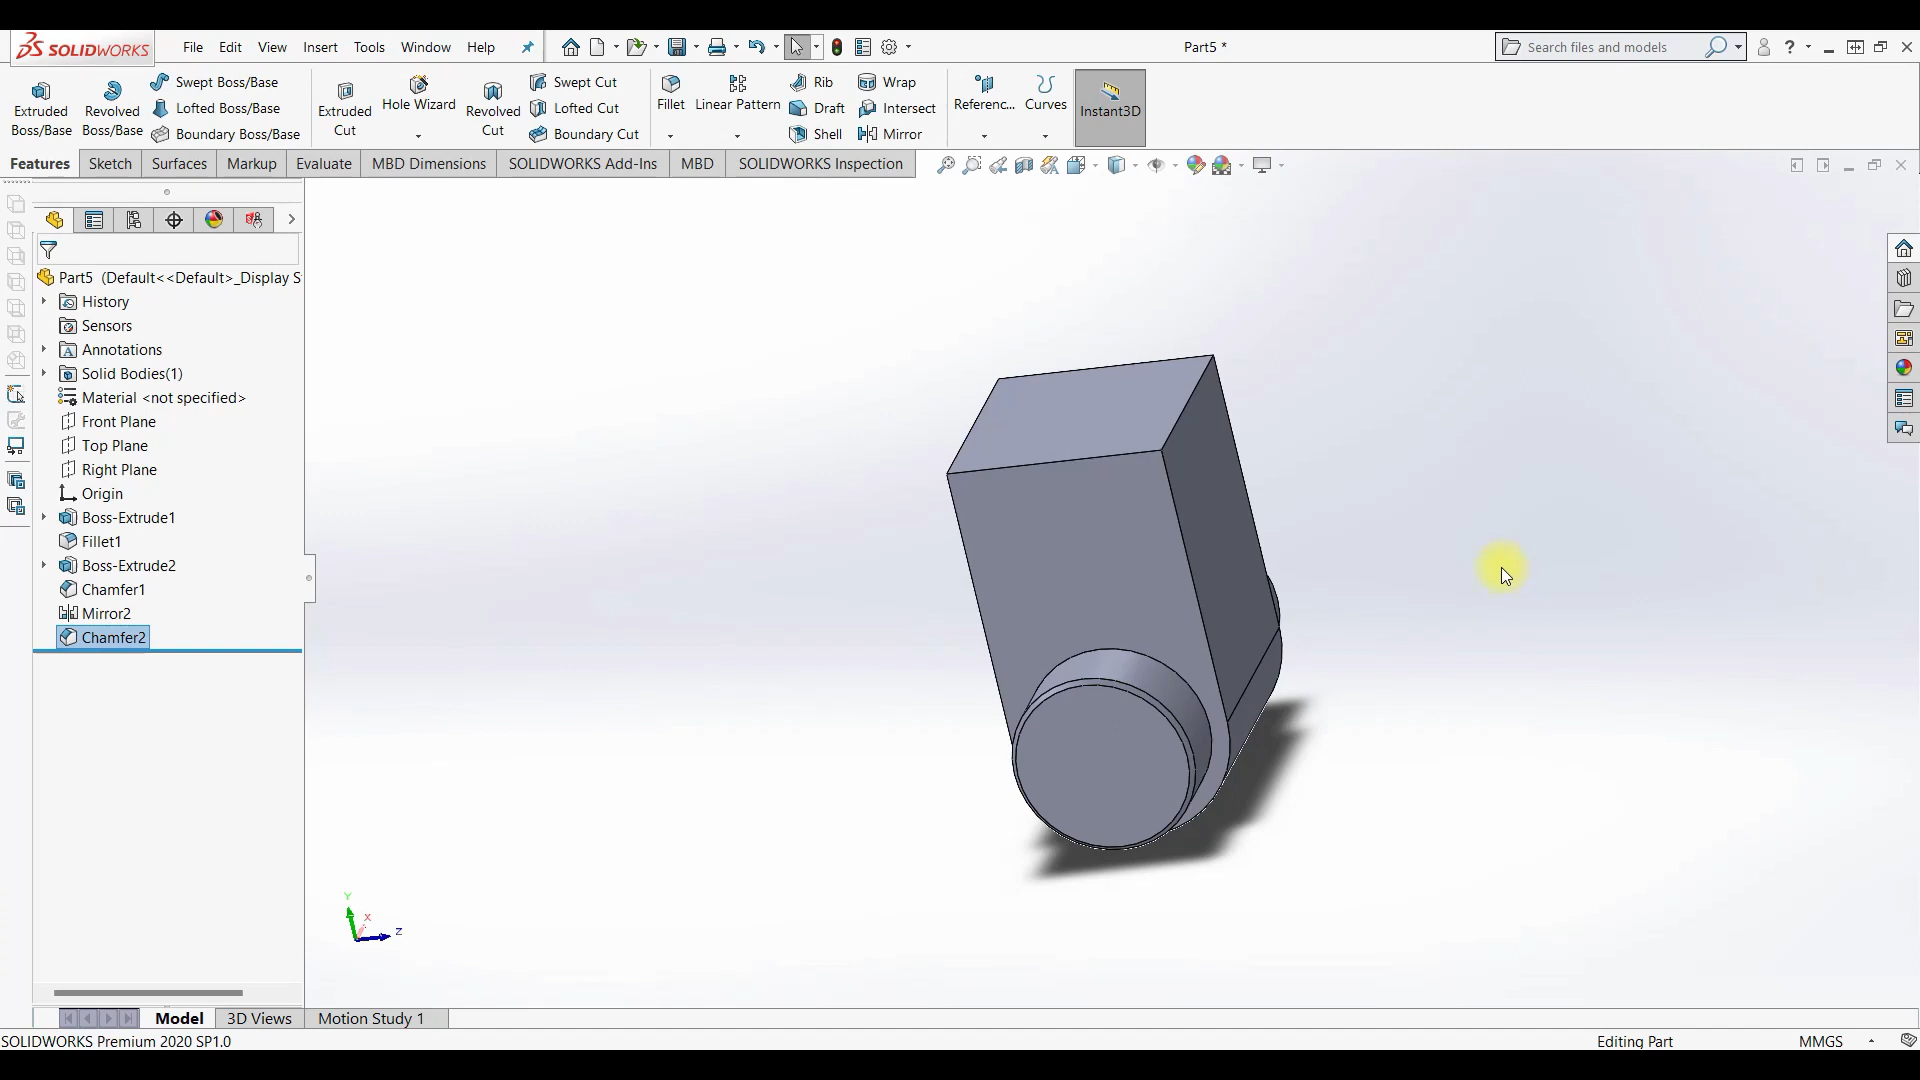 SOLIDWORKS File Edit View Insert Tools Window Help Part5 * Search files and models ?
Extruded Boss/Base
Revolved Boss/Base
Swept Boss/Base
Lofted Boss/Base
Boundary Boss/Base
Extruded Cut
Hole Wizard
Revolved Cut
Swept Cut
Lofted Cut
Boundary Cut
Fillet
Linear Pattern
Rib
Draft
Shell
Wrap
Intersect
Mirror
Referenc...
Curves
Instant3D
Features Sketch Surfaces Markup Evaluate MBD Dimensions SOLIDWORKS Add-Ins MBD SOLIDWORKS Inspection
Part5 (Default<<Default>_Display S
History
Sensors
Annotations
Solid Bodies(1)
Material <not specified>
Front Plane
Top Plane
Right Plane
Origin
Boss-Extrude1
Fillet1
Boss-Extrude2
Chamfer1
Mirror2
Chamfer2
Y
X
Z
Model 3D Views Motion Study 1
SOLIDWORKS Premium 2020 SP1.0 Editing Part MMGS